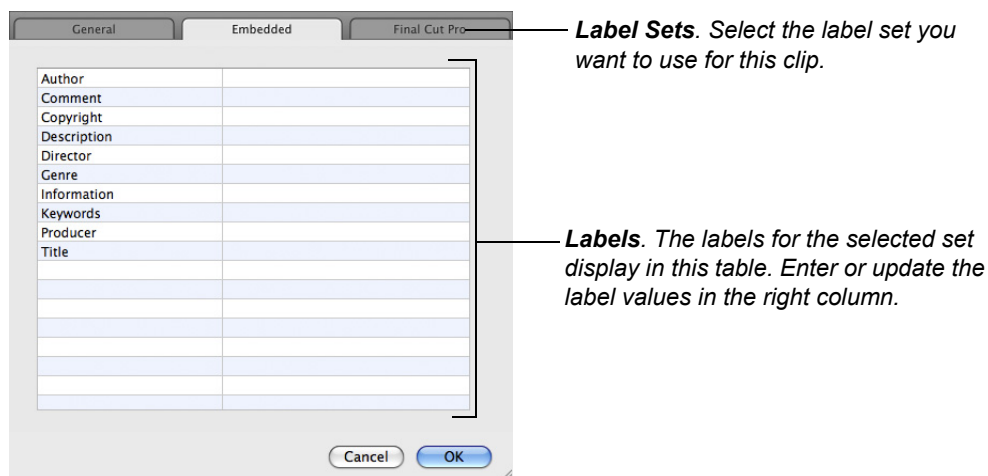 General Embedded Final Cut Pro
Label Sets. Select the label set you
want to use for this clip.
Author
Comment
Copyright
Description
Director
Genre
Information
Keywords
Producer
Title
Labels. The labels for the selected set
display in this table. Enter or update the
label values in the right column.
Cancel OK